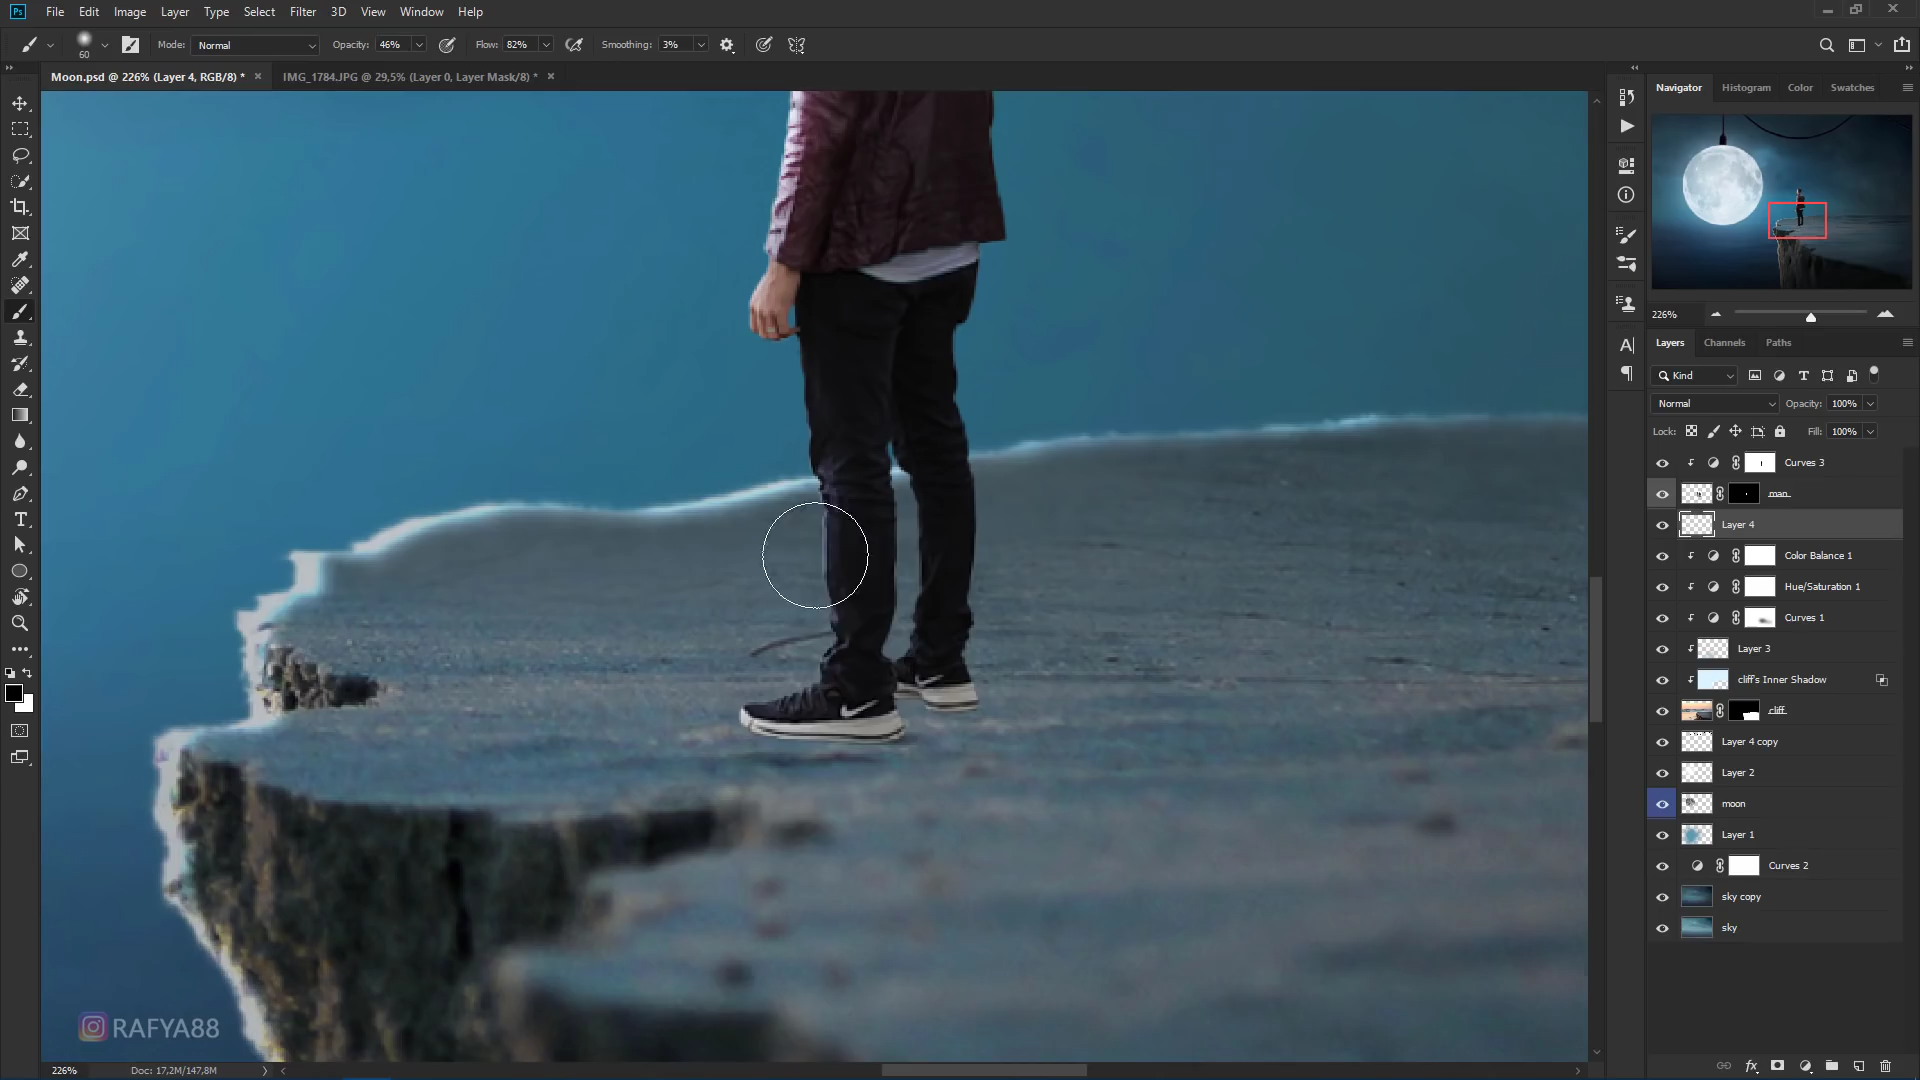 Ps File Edit Image Layer Type Select Filter 3D View Window Help
60 Mode: Normal Opacity: 46% Flow: 82% Smoothing: 3%
Moon.psd @ 226% (Layer 4, RGB/8) * × IMG_1784.JPG @ 29,5% (Layer 0, Layer Mask/8) * ×
Navigator Histogram Color Swatches
226%
Layers Channels Paths
Kind
Normal Opacity: 100%
Lock: Fill: 100%
Curves 3
man
Layer 4
Color Balance 1
Hue/Saturation 1
Curves 1
Layer 3
cliff's Inner Shadow
cliff
Layer 4 copy
Layer 2
moon
Layer 1
Curves 2
sky copy
sky
RAFYA88
226% Doc: 17,2M/147,8M